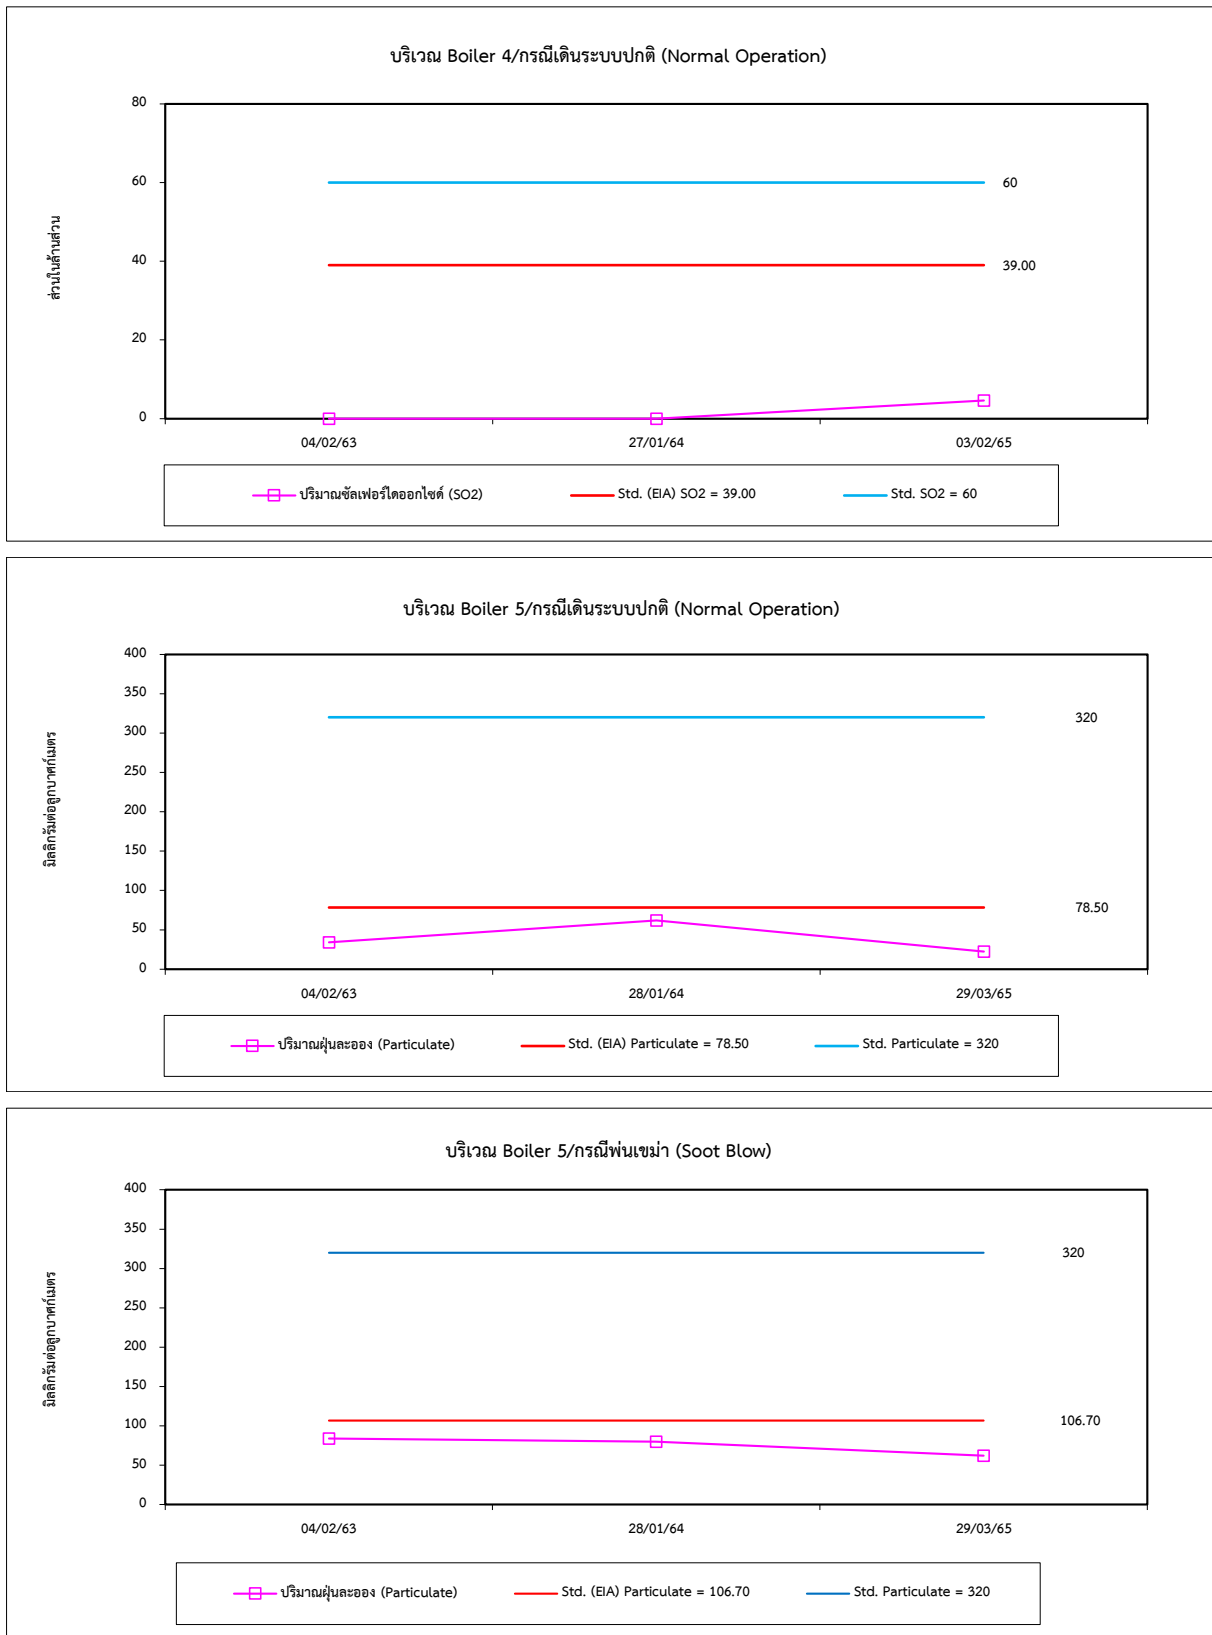 บริเวณ Boiler 4/กรณีเดินระบบปกติ (Normal Operation)
80
60
40
20
0
ส่วนในล้านส่วน
60
39.00
04/02/63 27/01/64 03/02/65
ปริมาณซัลเฟอร์ไดออกไซด์ (SO2) Std. (EIA) SO2 = 39.00 Std. SO2 = 60
บริเวณ Boiler 5/กรณีเดินระบบปกติ (Normal Operation)
400
350
300
250
200
150
100
50
0
มิลลิกรัมต่อลูกบาศก์เมตร
320
78.50
04/02/63 28/01/64 29/03/65
ปริมาณฝุ่นละออง (Particulate) Std. (EIA) Particulate = 78.50 Std. Particulate = 320
บริเวณ Boiler 5/กรณีพ่นเขม่า (Soot Blow)
400
350
300
250
200
150
100
50
0
มิลลิกรัมต่อลูกบาศก์เมตร
320
106.70
04/02/63 28/01/64 29/03/65
ปริมาณฝุ่นละออง (Particulate) Std. (EIA) Particulate = 106.70 Std. Particulate = 320